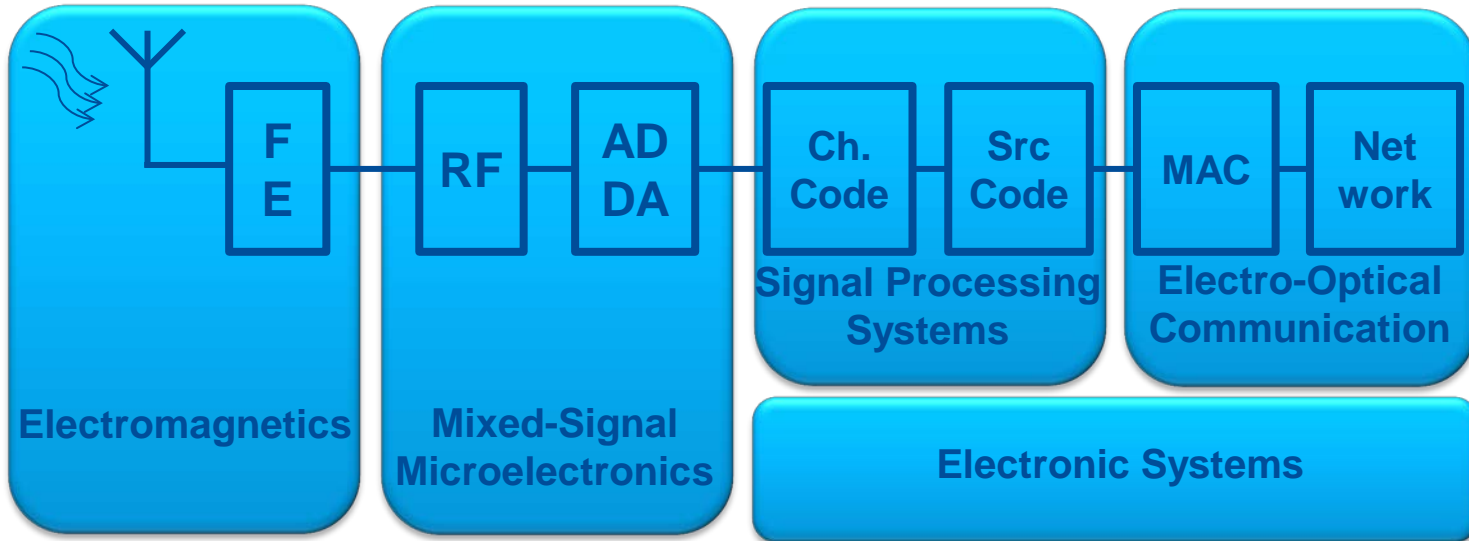 F
E
RF
AD
DA
Ch.
Code
Src
Code
MAC
Net
work
Signal Processing
Systems
Electro-Optical
Communication
Electromagnetics
Mixed-Signal
Microelectronics
Electronic Systems